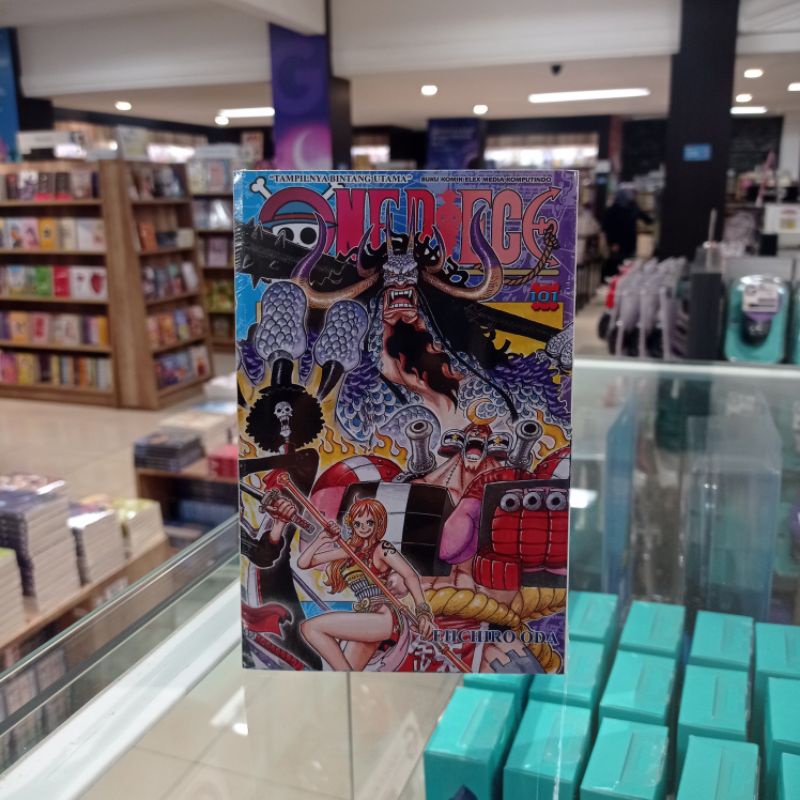 "TAMPILNYA BINTANG UTAMA" BUKU KOMIK ELEX MEDIA KOMPUTINDO
ONE PIECE
101
EIICHIRO ODA